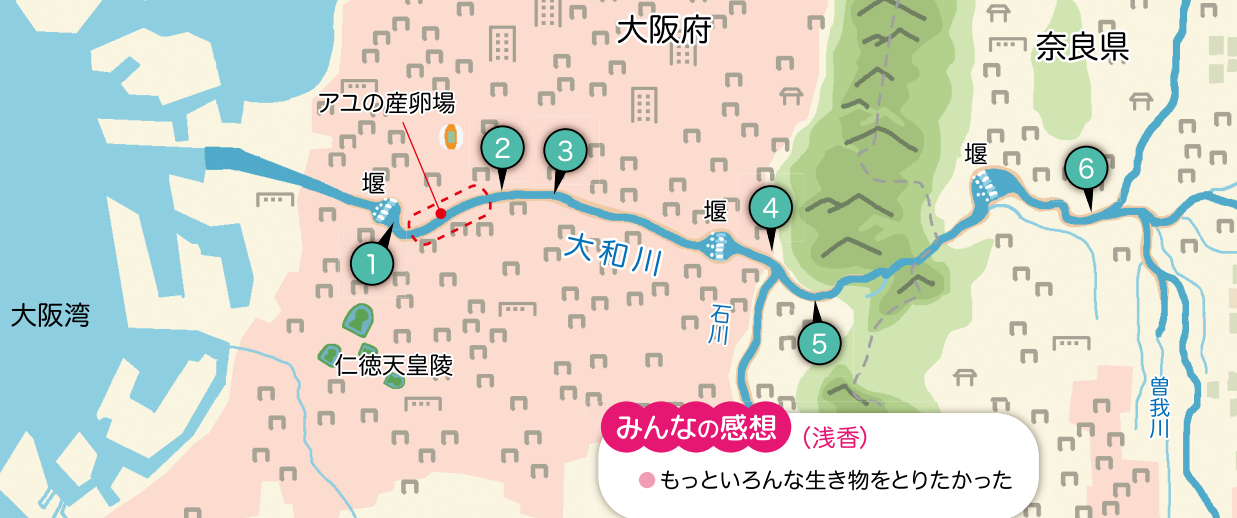 大阪府
奈良県
アユの産卵場
堰
2
3
堰
6
堰
4
1
大和川
大阪湾
石川
5
仁徳天皇陵
曽我川
みんなの感想
(浅香)
もっといろんな生き物をとりたかった